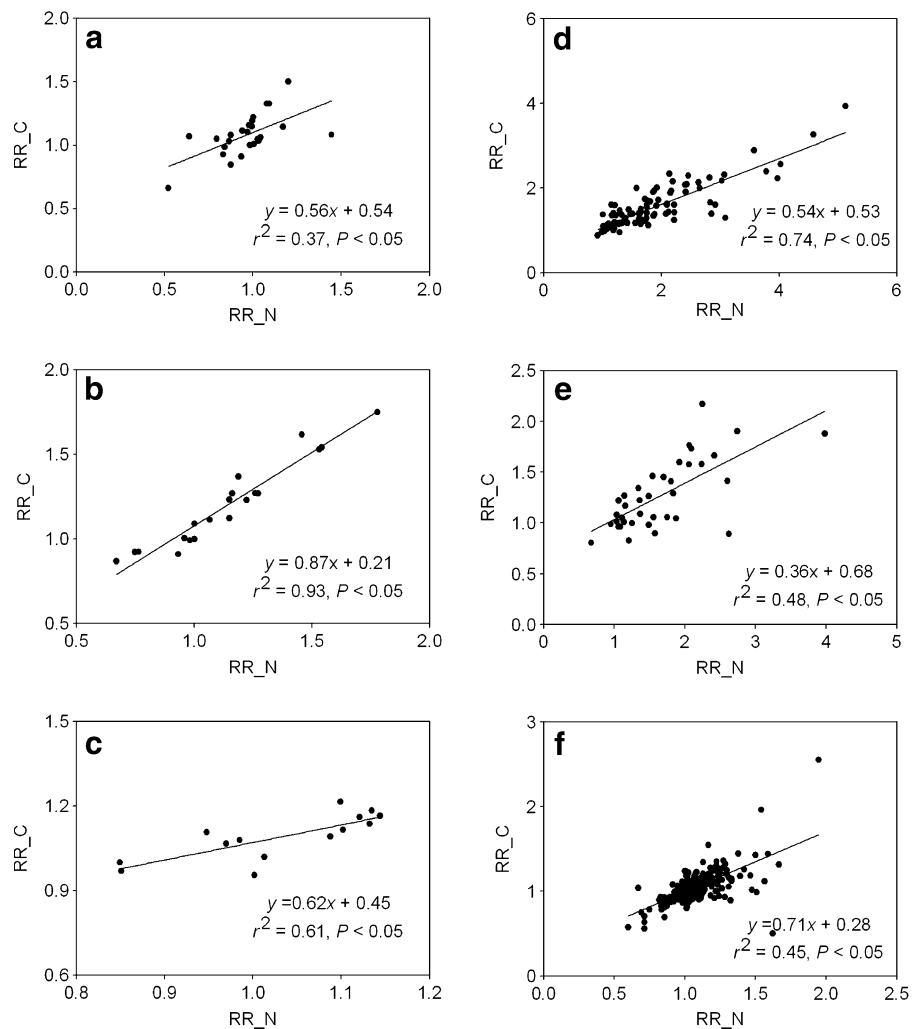 a
2.0
1.5
1.0
0.5
0.0
RR_C
y = 0.56x + 0.54
r² = 0.37, P < 0.05
0.0 0.5 1.0 1.5 2.0
RR_N
d
6
4
2
0
RR_C
y = 0.54x + 0.53
r² = 0.74, P < 0.05
0 2 4 6
RR_N
b
2.0
1.5
1.0
0.5
RR_C
y = 0.87x + 0.21
r² = 0.93, P < 0.05
0.5 1.0 1.5 2.0
RR_N
e
2.5
2.0
1.5
1.0
0.5
0.0
RR_C
y = 0.36x + 0.68
r² = 0.48, P < 0.05
0 1 2 3 4 5
RR_N
c
1.5
1.2
0.9
0.6
RR_C
y =0.62x + 0.45
r² = 0.61, P < 0.05
0.8 0.9 1.0 1.1 1.2
RR_N
f
3
2
1
0
RR_C
y =0.71x + 0.28
r² = 0.45, P < 0.05
0.0 0.5 1.0 1.5 2.0 2.5
RR_N